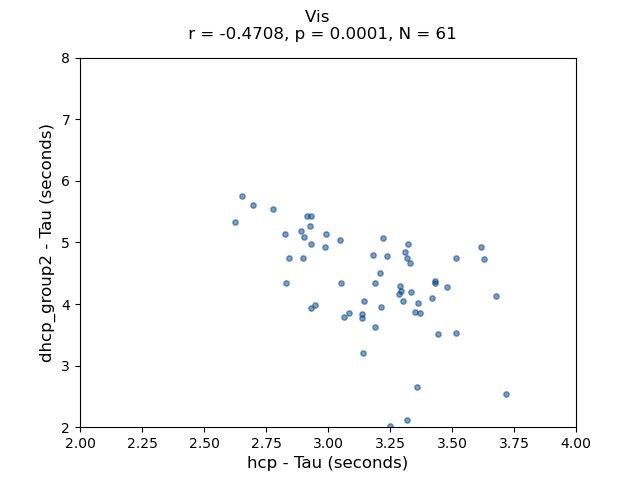 Vis
r = -0.4708, p = 0.0001, N = 61
8
7
6
5
4
3
2
dhcp_group2 - Tau (seconds)
2.00 2.25 2.50 2.75 3.00 3.25 3.50 3.75 4.00
hcp - Tau (seconds)